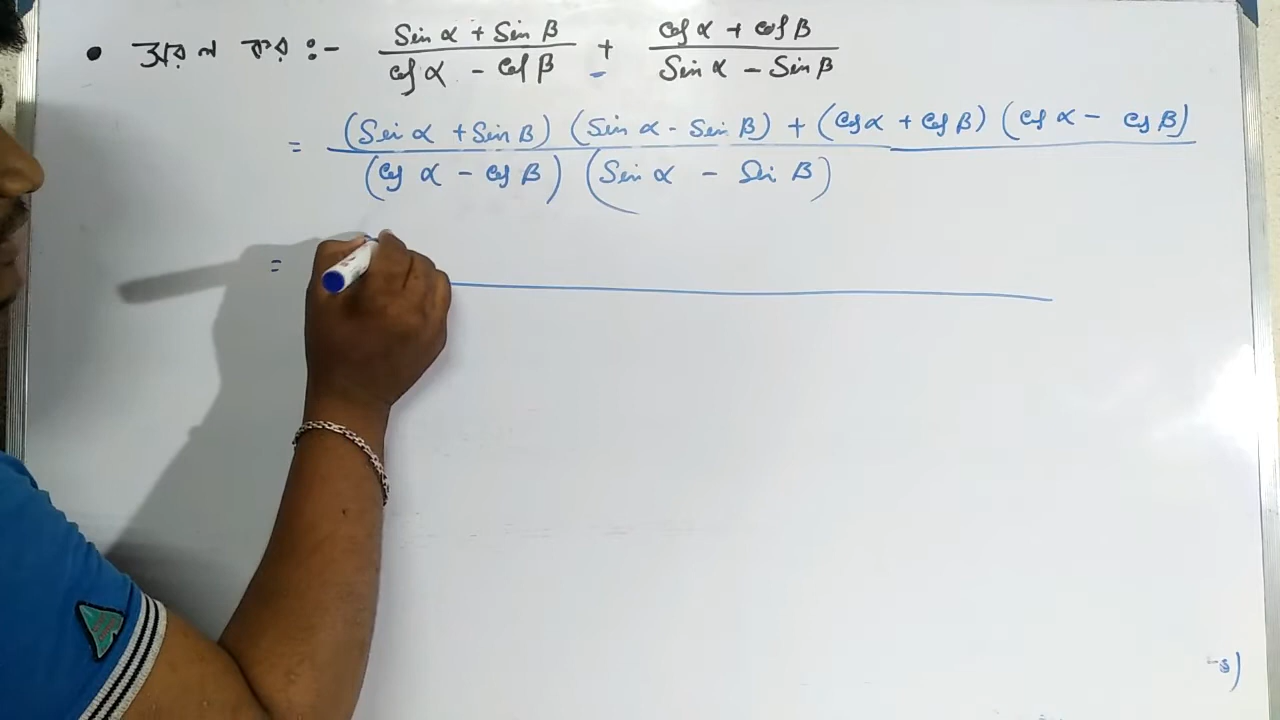 • সরল কর :- (Sin α + Sin β)/(Cos α - Cos β) + (Cos α + Cos β)/(Sin α - Sin β)
= ((Sin α + Sin β) (Sin α - Sin β) + (Cos α + Cos β) (Cos α - Cos β))/((Cos α - Cos β) (Sin α - Sin β))
=